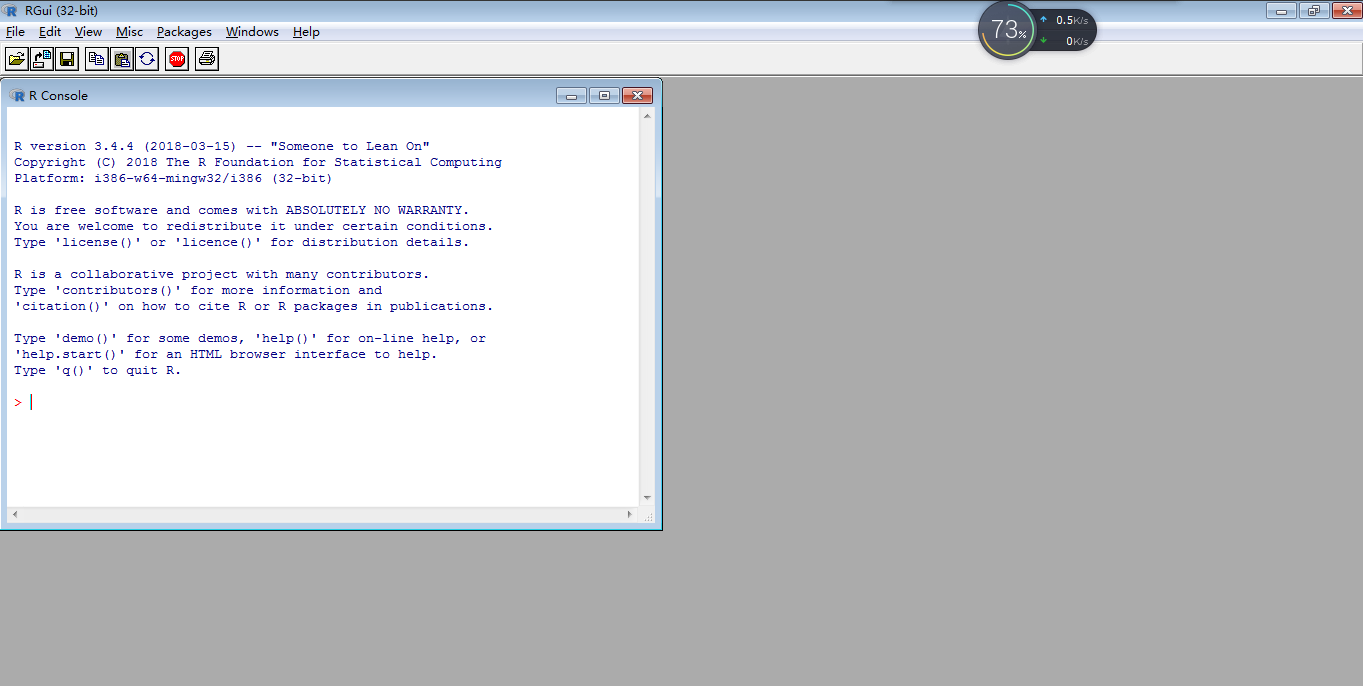 RGui (32-bit)
File Edit View Misc Packages Windows Help
73%
0.5K/s
0K/s
STOP
R Console
R version 3.4.4 (2018-03-15) -- "Someone to Lean On"
Copyright (C) 2018 The R Foundation for Statistical Computing
Platform: i386-w64-mingw32/i386 (32-bit)
R is free software and comes with ABSOLUTELY NO WARRANTY.
You are welcome to redistribute it under certain conditions.
Type 'license()' or 'licence()' for distribution details.
R is a collaborative project with many contributors.
Type 'contributors()' for more information and
'citation()' on how to cite R or R packages in publications.
Type 'demo()' for some demos, 'help()' for on-line help, or
'help.start()' for an HTML browser interface to help.
Type 'q()' to quit R.
>